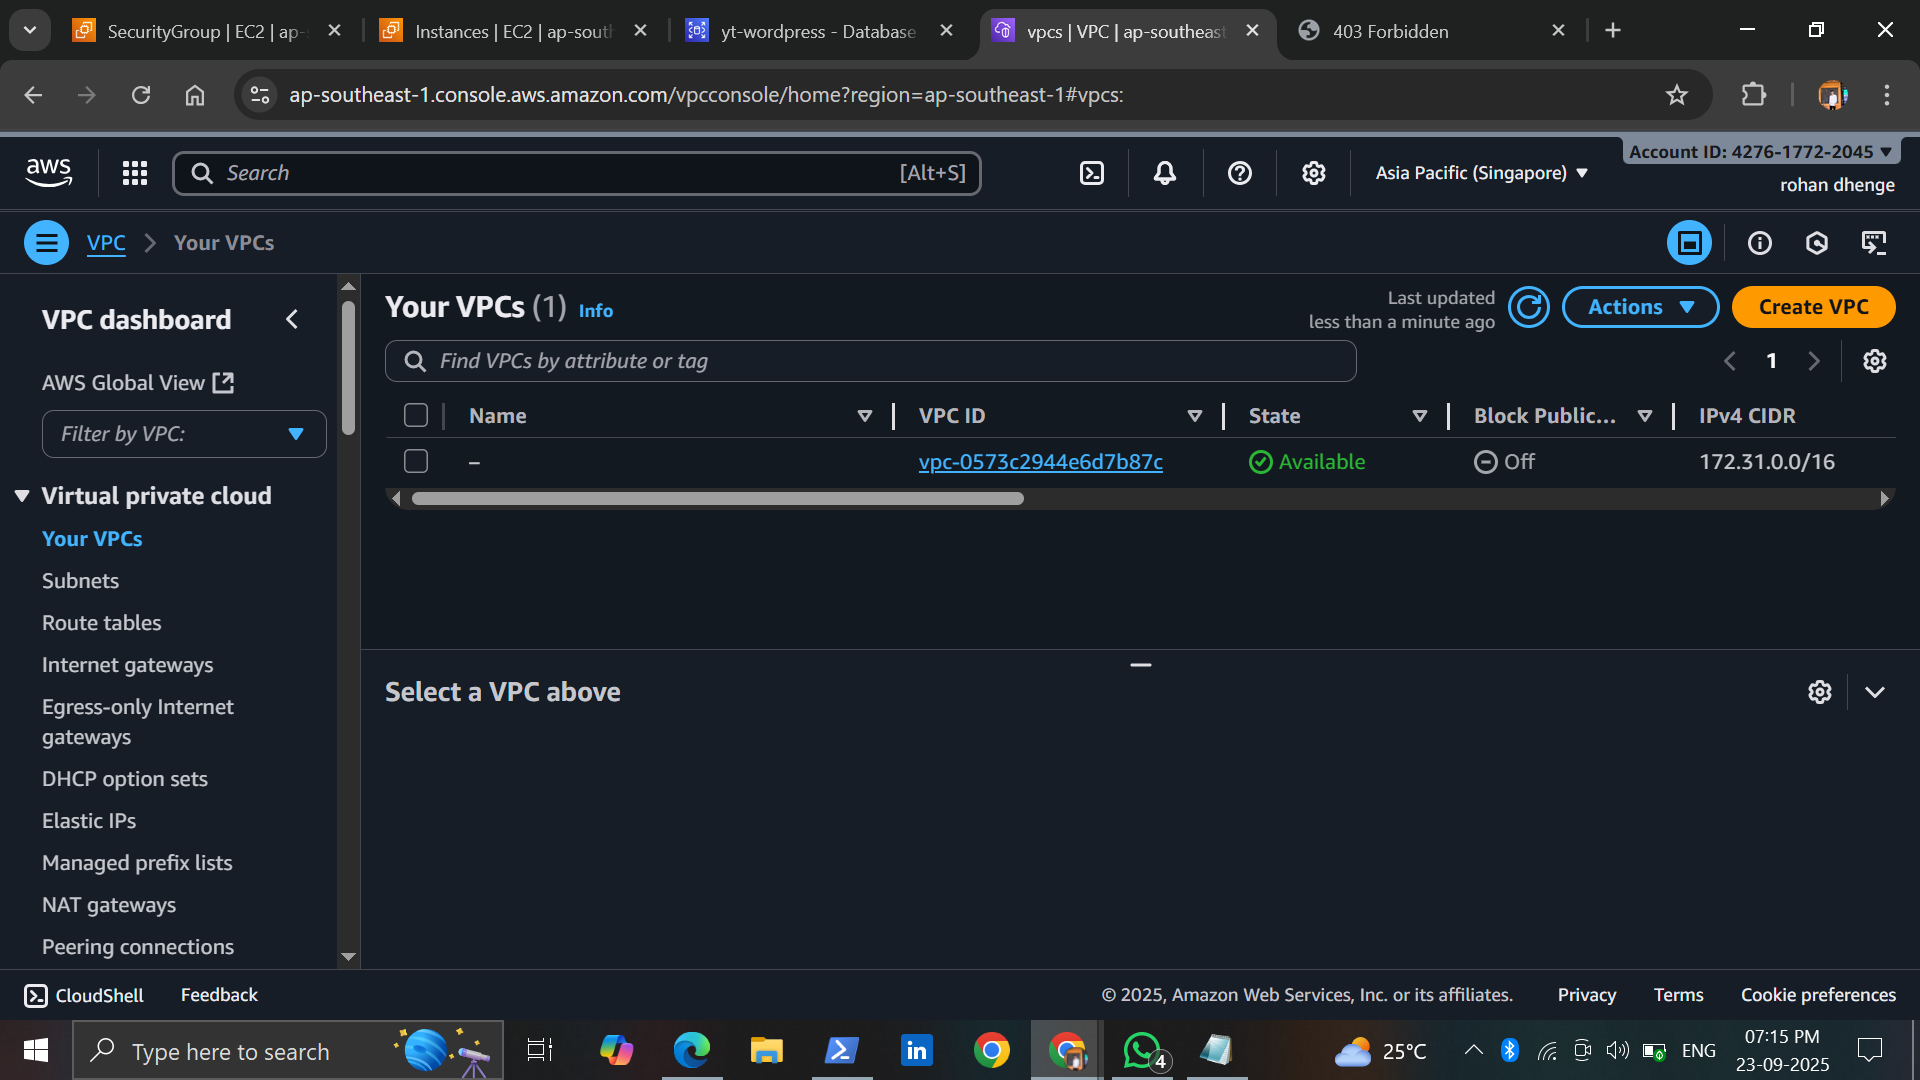 SecurityGroup | EC2 | ap-
Instances | EC2 | ap-sout
yt-wordpress - Database
vpcs | VPC | ap-southeast
403 Forbidden
ap-southeast-1.console.aws.amazon.com/vpcconsole/home?region=ap-southeast-1#vpcs:
aws
Search
[Alt+S]
Asia Pacific (Singapore)
Account ID: 4276-1772-2045
rohan dhenge
VPC
Your VPCs
VPC dashboard
AWS Global View
Filter by VPC:
Virtual private cloud
Your VPCs
Subnets
Route tables
Internet gateways
Egress-only Internet
gateways
DHCP option sets
Elastic IPs
Managed prefix lists
NAT gateways
Peering connections
Your VPCs (1) Info
Last updated
less than a minute ago
Actions
Create VPC
Find VPCs by attribute or tag
1
Name
VPC ID
State
Block Public...
IPv4 CIDR
–
vpc-0573c2944e6d7b87c
Available
Off
172.31.0.0/16
Select a VPC above
CloudShell
Feedback
© 2025, Amazon Web Services, Inc. or its affiliates.
Privacy
Terms
Cookie preferences
Type here to search
in
4
25°C
ENG
07:15 PM
23-09-2025